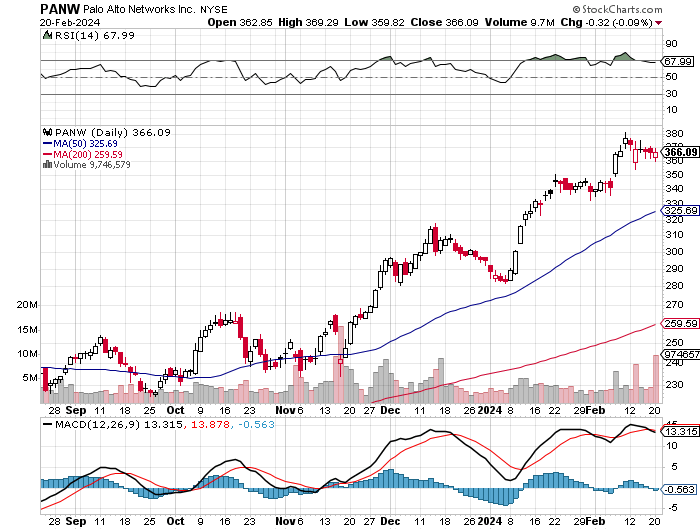 PANW Palo Alto Networks Inc. NYSE © StockCharts.com
20-Feb-2024 Open 362.85 High 369.29 Low 359.82 Close 366.09 Volume 9.7M Chg -0.32 (-0.09%)
RSI(14) 67.99
90
70
67.99
50
30
10
PANW (Daily) 366.09
MA(50) 325.69
MA(200) 259.59
Volume 9,746,579
380
370
366.09
360
350
340
330
325.69
320
310
300
290
280
270
259.59
250
240
230
9746579
20M
15M
10M
5M
28 Sep 11 18 25 Oct 9 16 23 Nov 6 13 20 27 Dec 11 18 26 2024 8 16 22 Feb 12 20
MACD(12,26,9) 13.315, 13.878, -0.563
15
13.315
10
5
-0.563
-5
28 Sep 11 18 25 Oct 9 16 23 Nov 6 13 20 27 Dec 11 18 26 2024 8 16 22 Feb 12 20